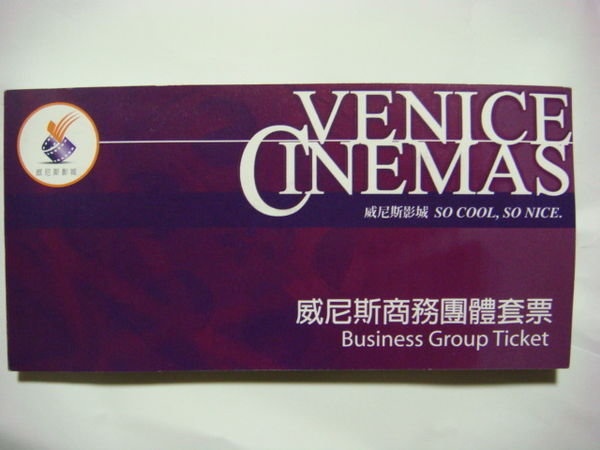 VENICE
CINEMAS
威尼斯影城
威尼斯影城 SO COOL, SO NICE.
威尼斯商務團體套票
Business Group Ticket